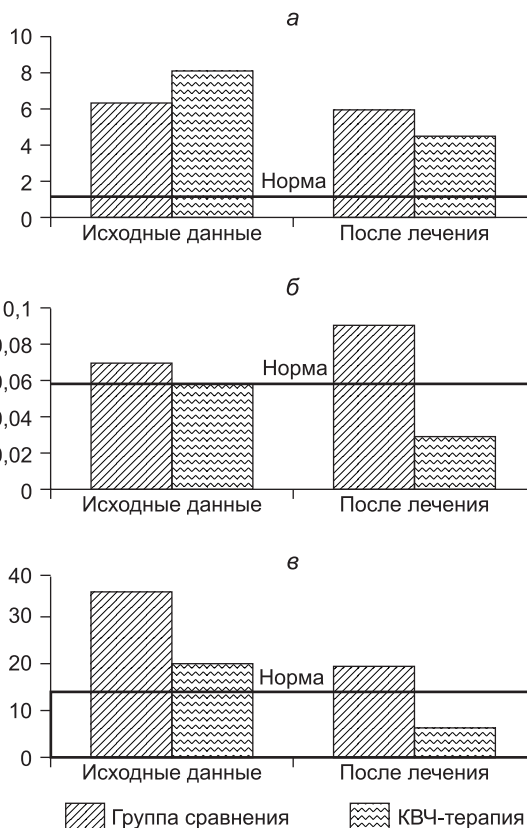 а
10
8
6
4
2
0
Норма
Исходные данные После лечения
б
0,1
0,08
0,06
0,04
0,02
0
Норма
Исходные данные После лечения
в
40
30
20
10
0
Норма
Исходные данные После лечения
Группа сравнения КВЧ-терапия